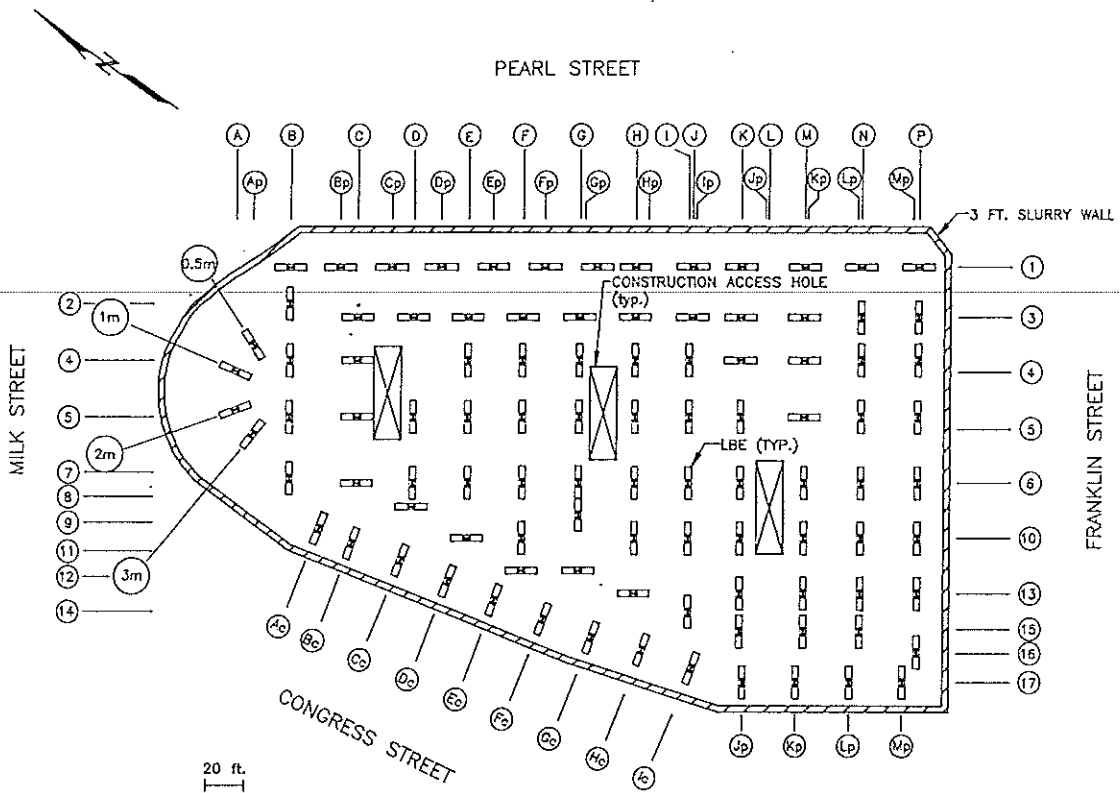 N
PEARL STREET
A
B
C
D
E
F
G
H
I
J
K
L
M
N
P
Ap
Bp
Cp
Dp
Ep
Fp
Gp
Hp
Ip
Jp
Kp
Lp
Mp
3 FT. SLURRY WALL
0.5m
1
CONSTRUCTION ACCESS HOLE
(typ.)
2
1m
3
4
4
5
5
MILK STREET
2m
LBE (TYP.)
FRANKLIN STREET
7
6
8
9
10
11
12
3m
13
14
Ac
Bc
Cc
Dc
Ec
Fc
Gc
Hc
Ic
15
16
17
CONGRESS STREET
Jp
Kp
Lp
Mp
20 ft.